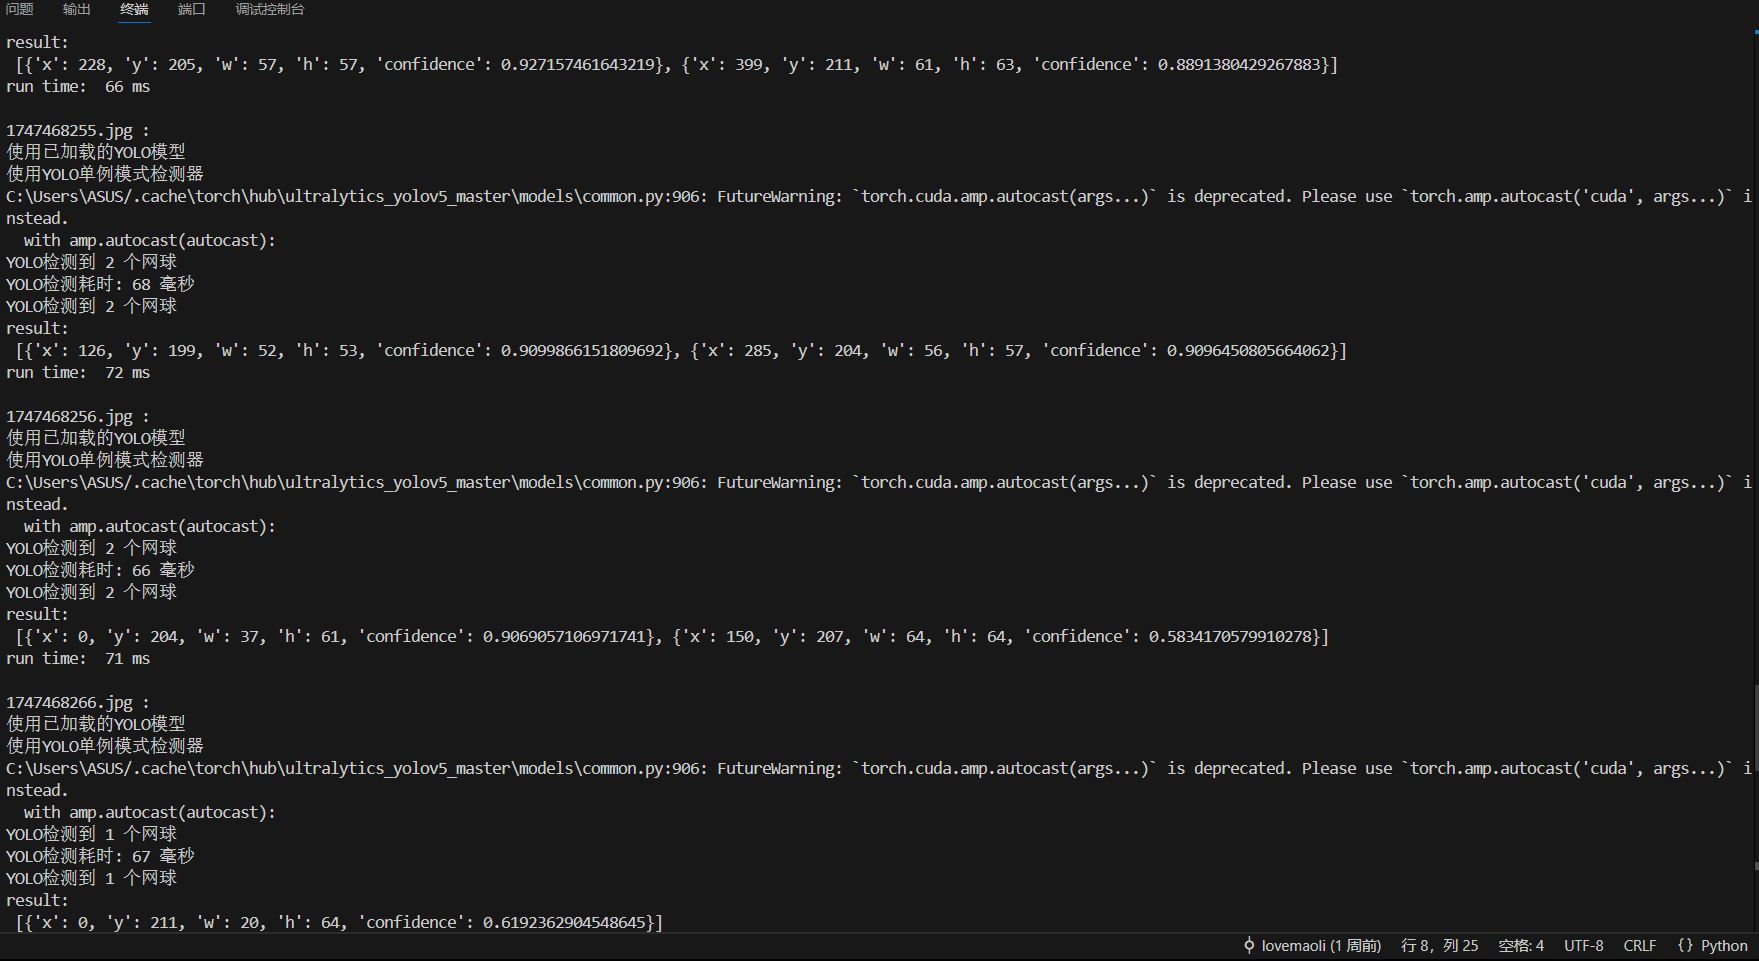 问题 输出 终端 端口 调试控制台
result:
 [{'x': 228, 'y': 205, 'w': 57, 'h': 57, 'confidence': 0.927157461643219}, {'x': 399, 'y': 211, 'w': 61, 'h': 63, 'confidence': 0.8891380429267883}]
run time:  66 ms
1747468255.jpg :
使用已加载的YOLO模型
使用YOLO单例模式检测器
C:\Users\ASUS/.cache\torch\hub\ultralytics_yolov5_master\models\common.py:906: FutureWarning: `torch.cuda.amp.autocast(args...)` is deprecated. Please use `torch.amp.autocast('cuda', args...)` i
nstead.
  with amp.autocast(autocast):
YOLO检测到 2 个网球
YOLO检测耗时: 68 毫秒
YOLO检测到 2 个网球
result:
 [{'x': 126, 'y': 199, 'w': 52, 'h': 53, 'confidence': 0.9099866151809692}, {'x': 285, 'y': 204, 'w': 56, 'h': 57, 'confidence': 0.9096450805664062}]
run time:  72 ms
1747468256.jpg :
使用已加载的YOLO模型
使用YOLO单例模式检测器
C:\Users\ASUS/.cache\torch\hub\ultralytics_yolov5_master\models\common.py:906: FutureWarning: `torch.cuda.amp.autocast(args...)` is deprecated. Please use `torch.amp.autocast('cuda', args...)` i
nstead.
  with amp.autocast(autocast):
YOLO检测到 2 个网球
YOLO检测耗时: 66 毫秒
YOLO检测到 2 个网球
result:
 [{'x': 0, 'y': 204, 'w': 37, 'h': 61, 'confidence': 0.9069057106971741}, {'x': 150, 'y': 207, 'w': 64, 'h': 64, 'confidence': 0.5834170579910278}]
run time:  71 ms
1747468266.jpg :
使用已加载的YOLO模型
使用YOLO单例模式检测器
C:\Users\ASUS/.cache\torch\hub\ultralytics_yolov5_master\models\common.py:906: FutureWarning: `torch.cuda.amp.autocast(args...)` is deprecated. Please use `torch.amp.autocast('cuda', args...)` i
nstead.
  with amp.autocast(autocast):
YOLO检测到 1 个网球
YOLO检测耗时: 67 毫秒
YOLO检测到 1 个网球
result:
 [{'x': 0, 'y': 211, 'w': 20, 'h': 64, 'confidence': 0.6192362904548645}]
lovemaoli (1 周前) 行 8，列 25 空格: 4 UTF-8 CRLF {} Python